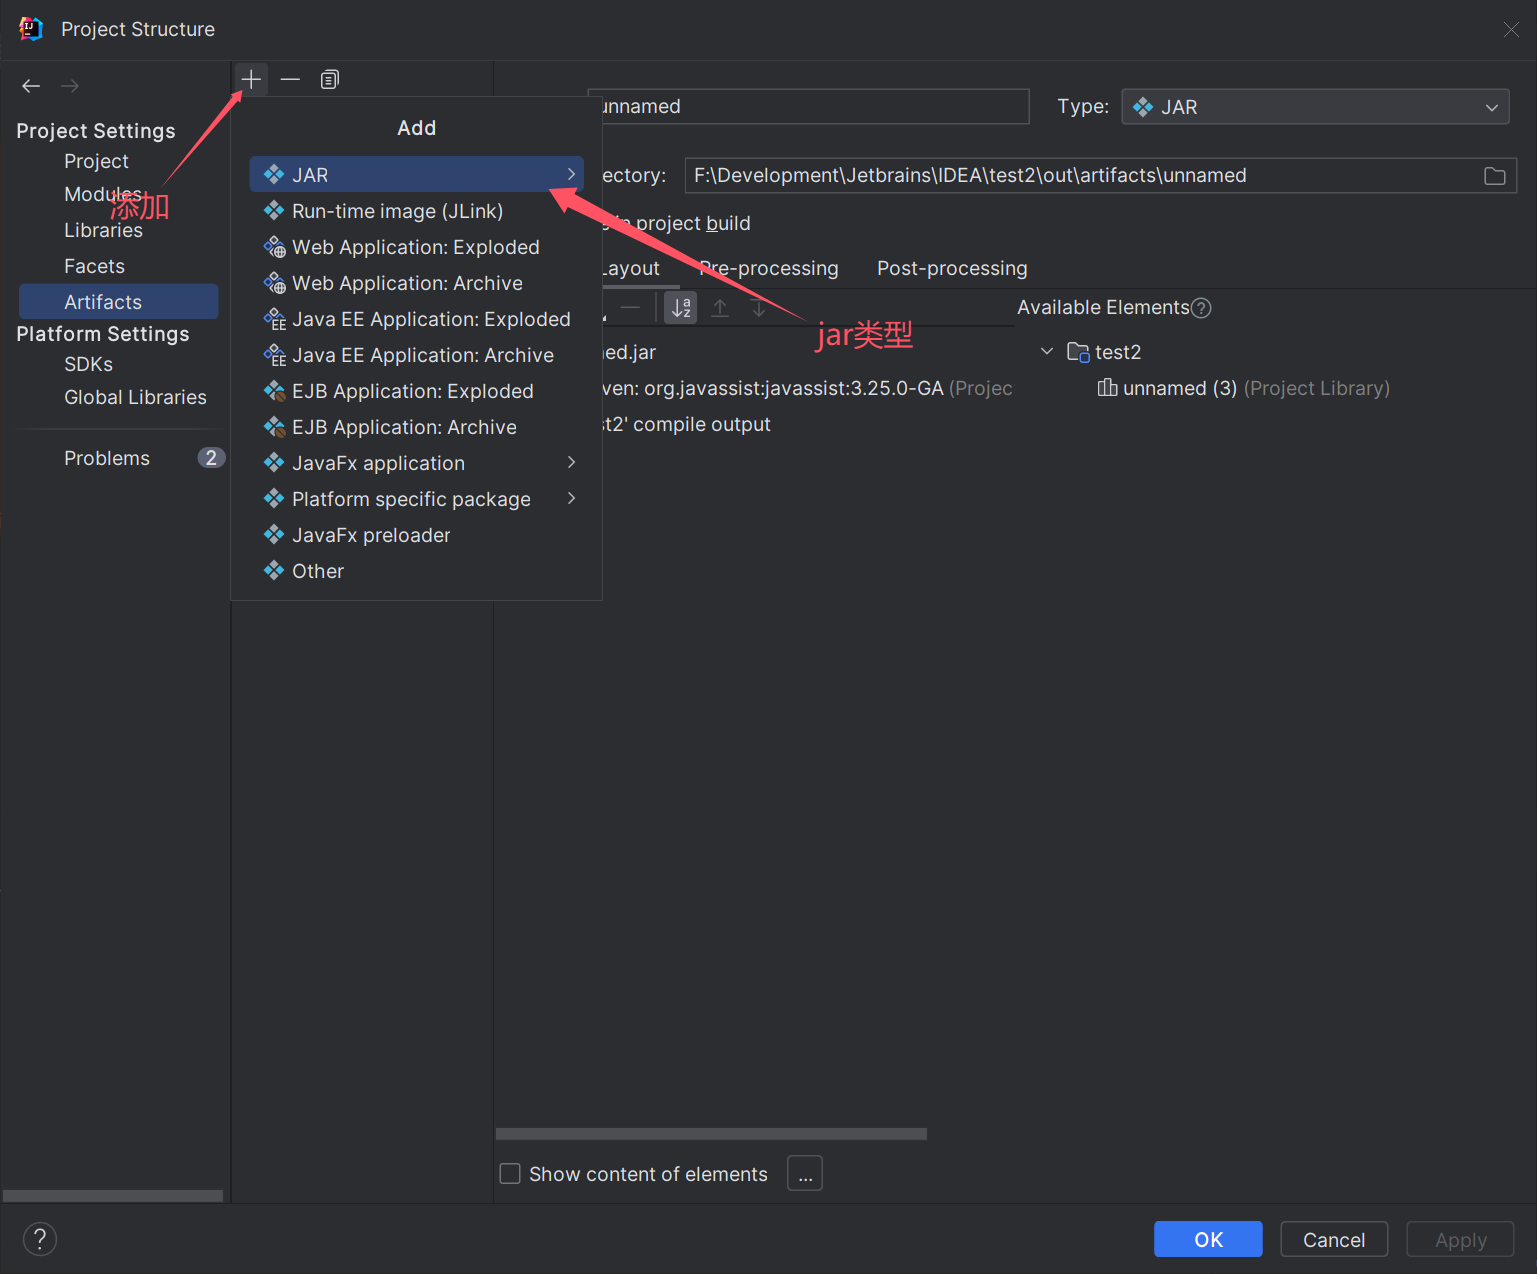 Project Structure
Project Settings
Project
Modules
添加
Libraries
Facets
Artifacts
Platform Settings
SDKs
Global Libraries
Problems 2
Add
JAR
Run-time image (JLink)
Web Application: Exploded
Web Application: Archive
Java EE Application: Exploded
Java EE Application: Archive
EJB Application: Exploded
EJB Application: Archive
JavaFx application
Platform specific package
JavaFx preloader
Other
unnamed
Type: JAR
ectory: F:\Development\Jetbrains\IDEA\test2\out\artifacts\unnamed
in project build
Layout Pre-processing Post-processing
jar类型
Available Elements
ed.jar
ven: org.javassist:javassist:3.25.0-GA (Projec
st2' compile output
test2
unnamed (3) (Project Library)
Show content of elements ...
?
OK Cancel Apply